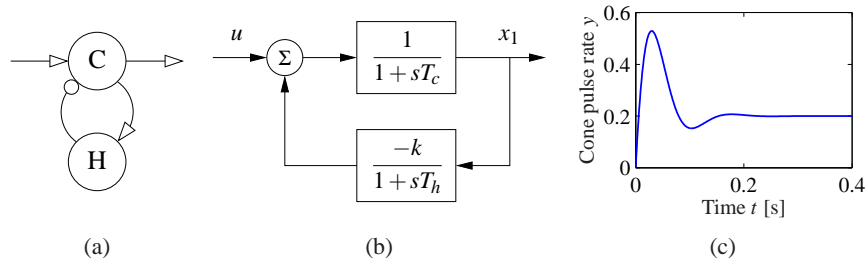 C
H
(a)
u
Σ
1
1 + sT_c
x_1
−k
1 + sT_h
(b)
Cone pulse rate y
0.6
0.4
0.2
0
0
0.2
0.4
Time t [s]
(c)